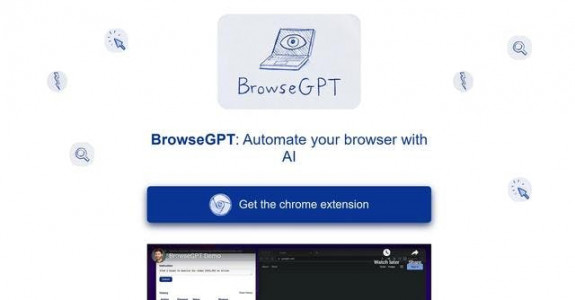 BrowseGPT
BrowseGPT: Automate your browser with
AI
Get the chrome extension
BrowseGPT Demo
Watch later
Share